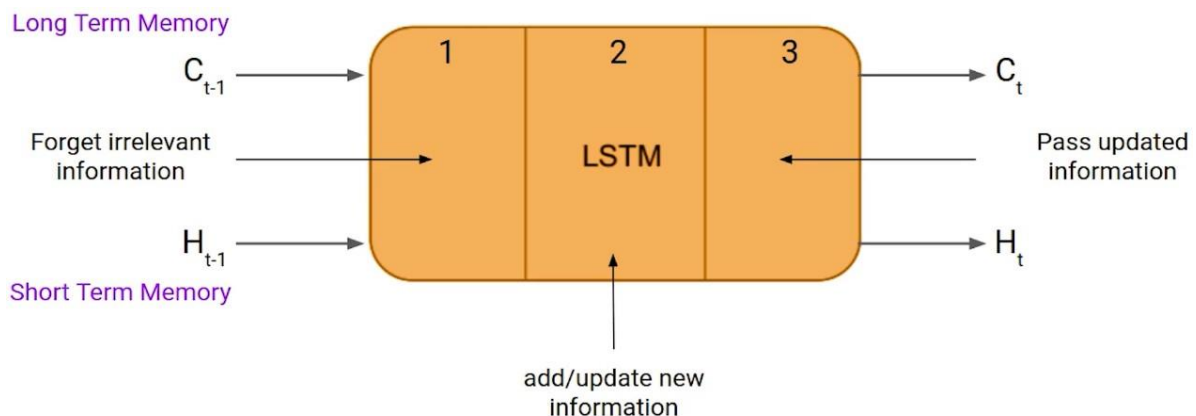 Long Term Memory
1 2 3
C t-1
C t
Forget irrelevant
information
LSTM
Pass updated
information
H t-1
H t
Short Term Memory
add/update new
information